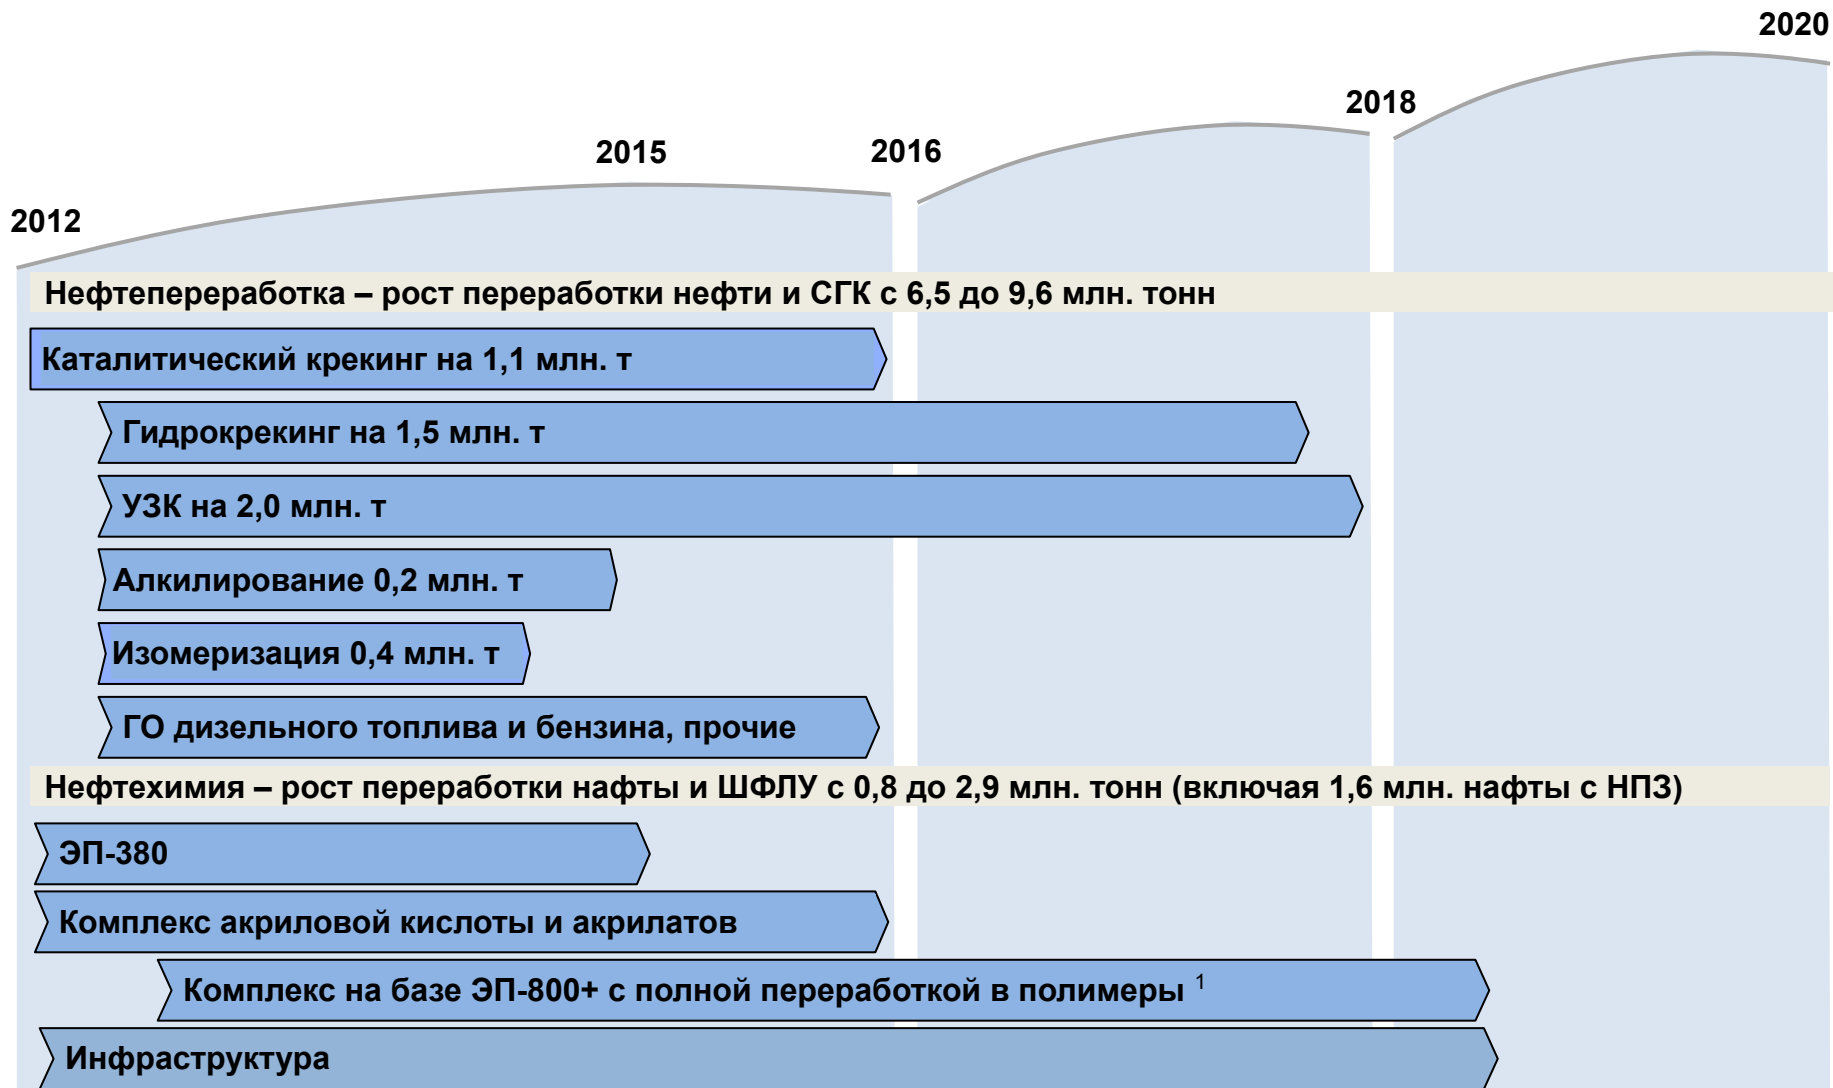 2020
2018
2015
2016
2012
Нефтепереработка – рост переработки нефти и СГК с 6,5 до 9,6 млн. тонн
Каталитический крекинг на 1,1 млн. т
Гидрокрекинг на 1,5 млн. т
УЗК на 2,0 млн. т
Алкилирование 0,2 млн. т
Изомеризация 0,4 млн. т
ГО дизельного топлива и бензина, прочие
Нефтехимия – рост переработки нафты и ШФЛУ с 0,8 до 2,9 млн. тонн (включая 1,6 млн. нафты с НПЗ)
ЭП-380
Комплекс акриловой кислоты и акрилатов
Комплекс на базе ЭП-800+ с полной переработкой в полимеры ¹
Инфраструктура